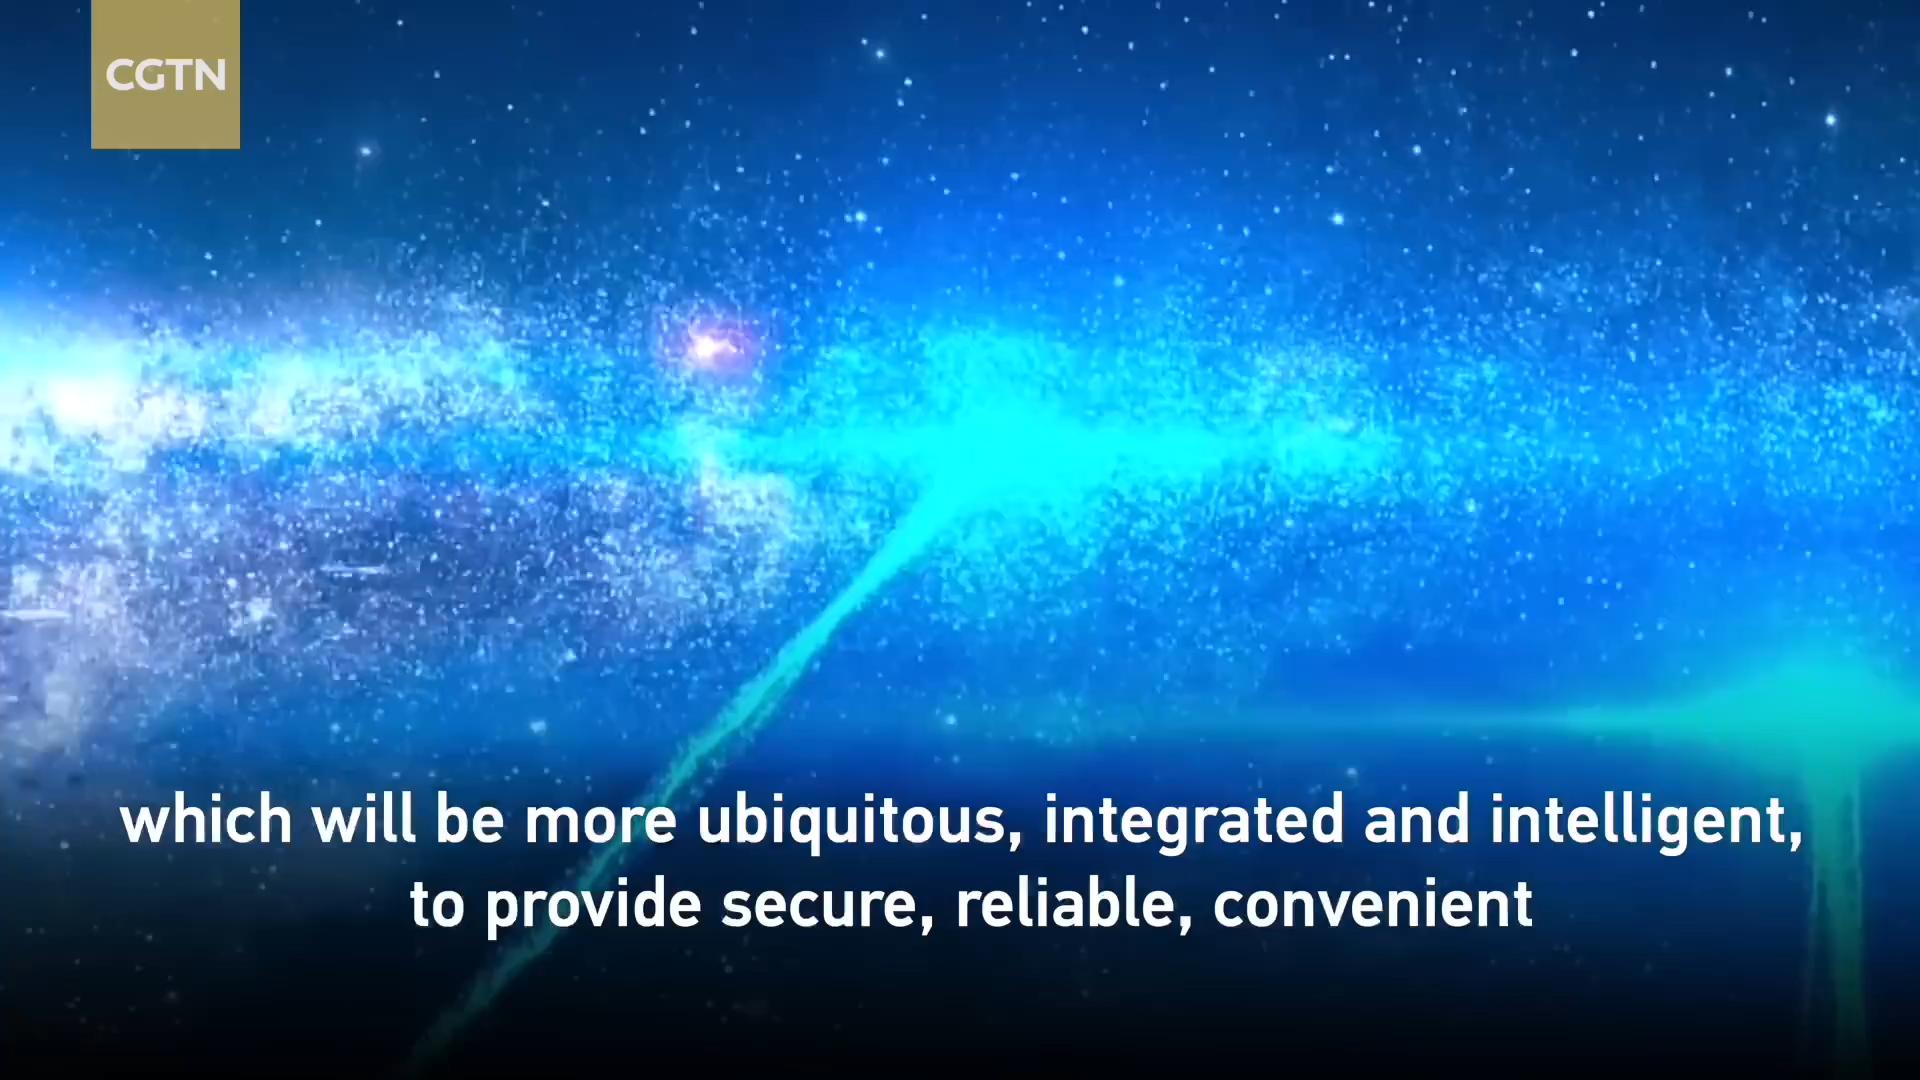 CGTN
which will be more ubiquitous, integrated and intelligent,
to provide secure, reliable, convenient